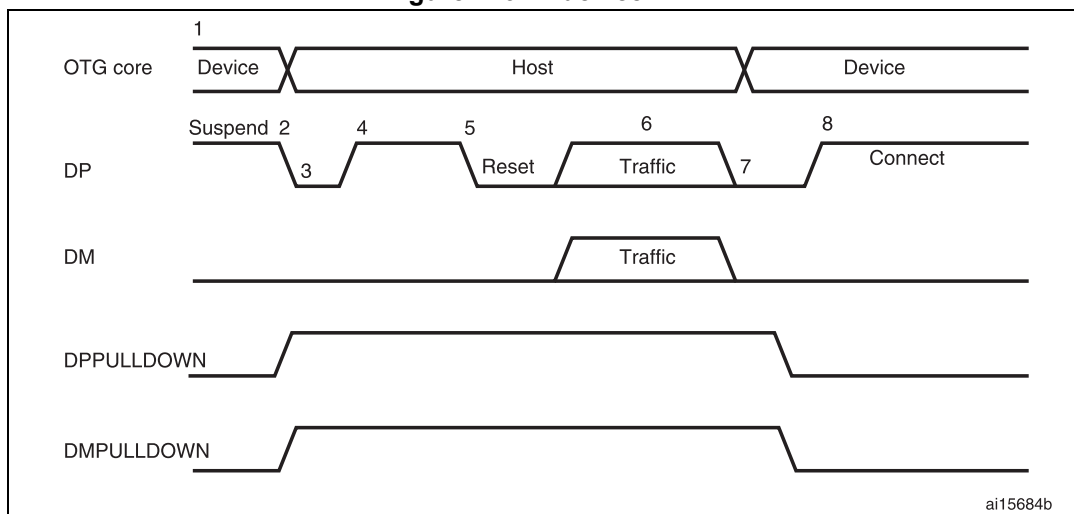 1
OTG core Device Host Device
Suspend 2 4 5 6 8
DP 3 Reset Traffic 7 Connect
DM Traffic
DPPULLDOWN
DMPULLDOWN
ai15684b